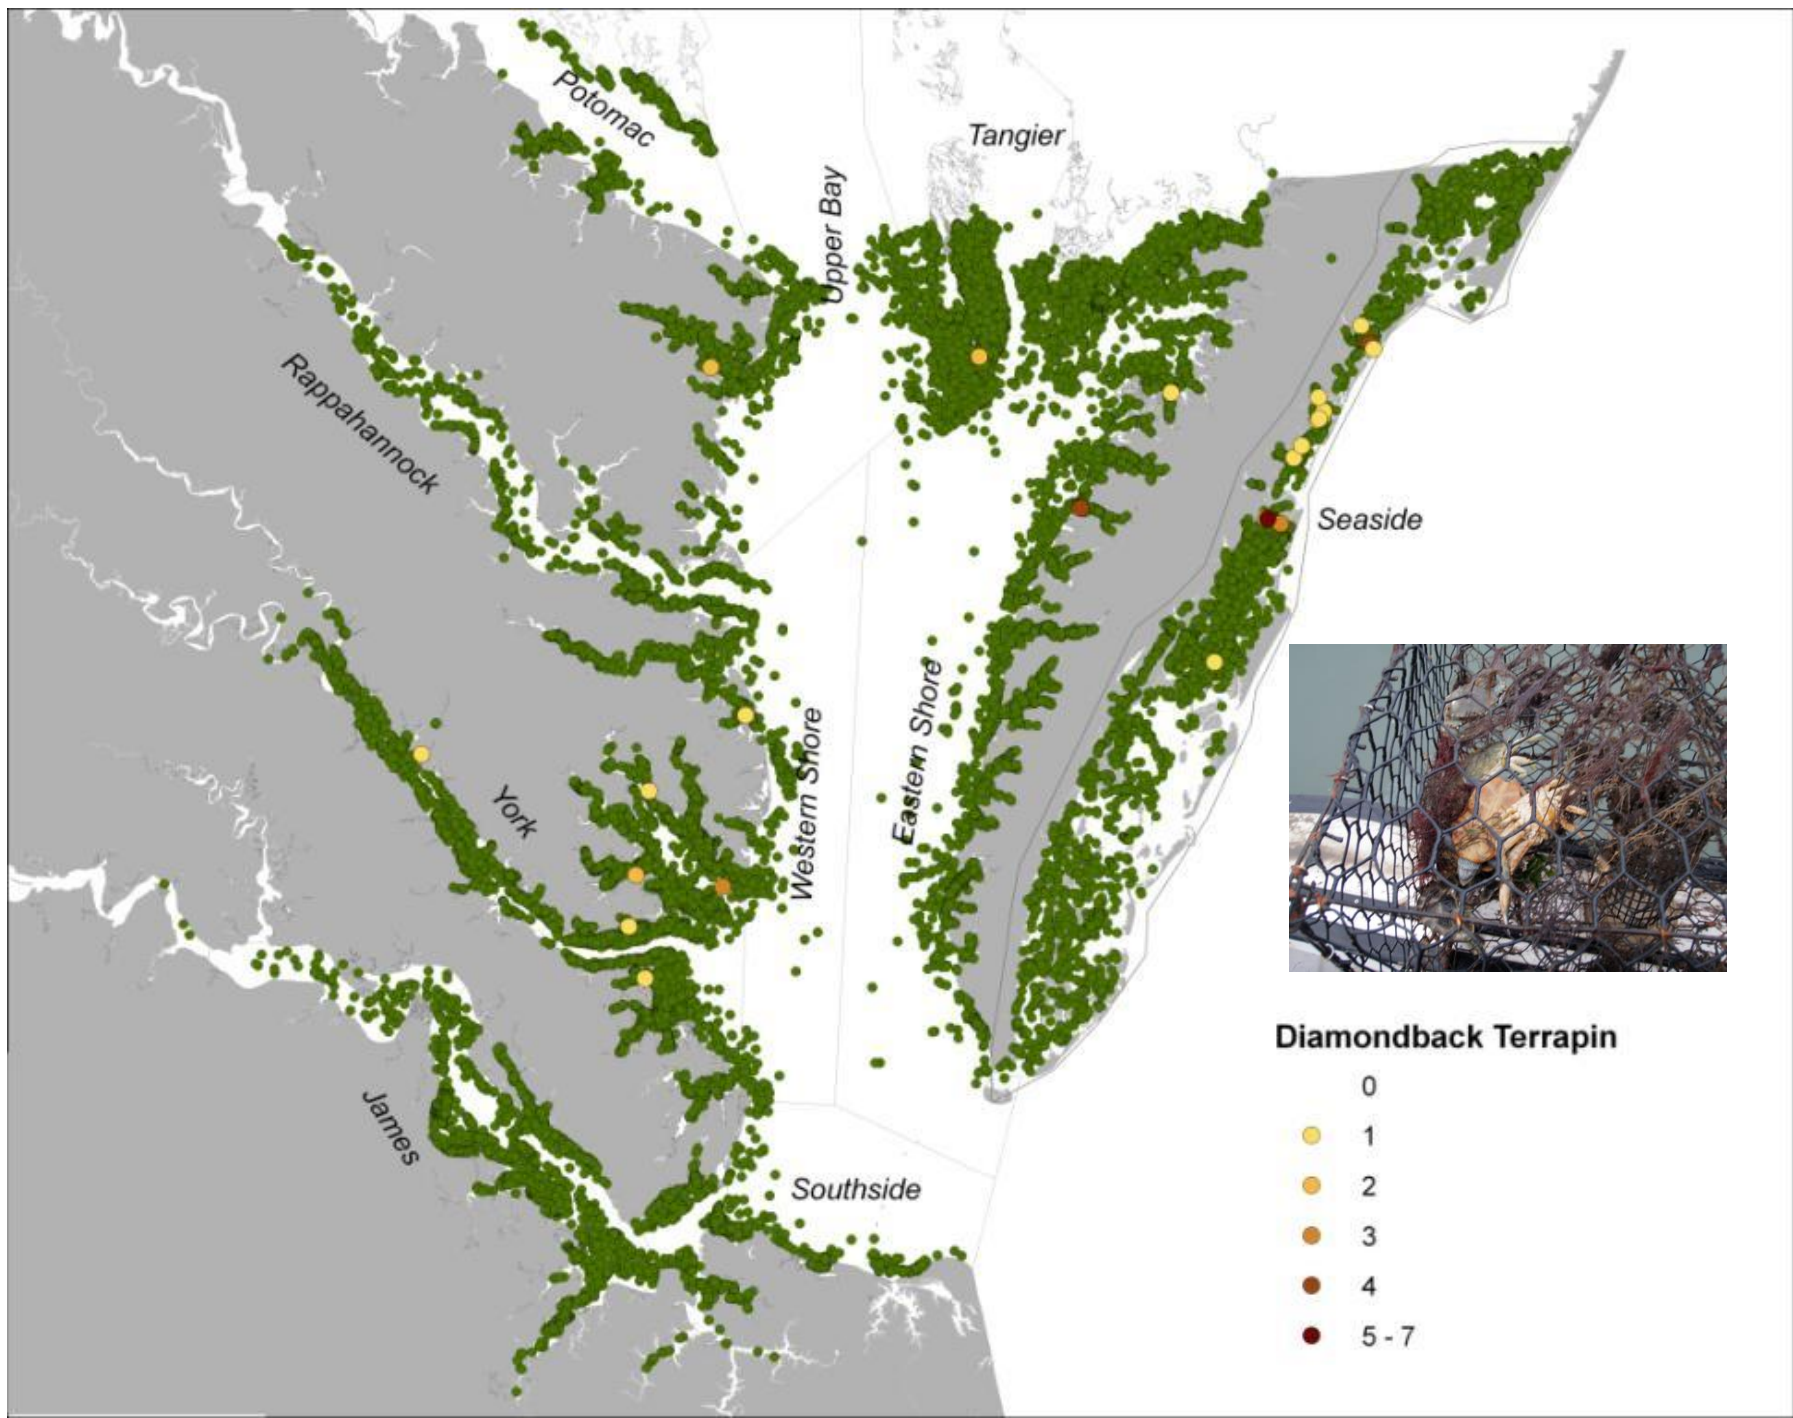 Potomac
Tangier
Upper Bay
Rappahannock
Seaside
Eastern Shore
Western Shore
York
James
Southside
Diamondback Terrapin
0
1
2
3
4
5 - 7